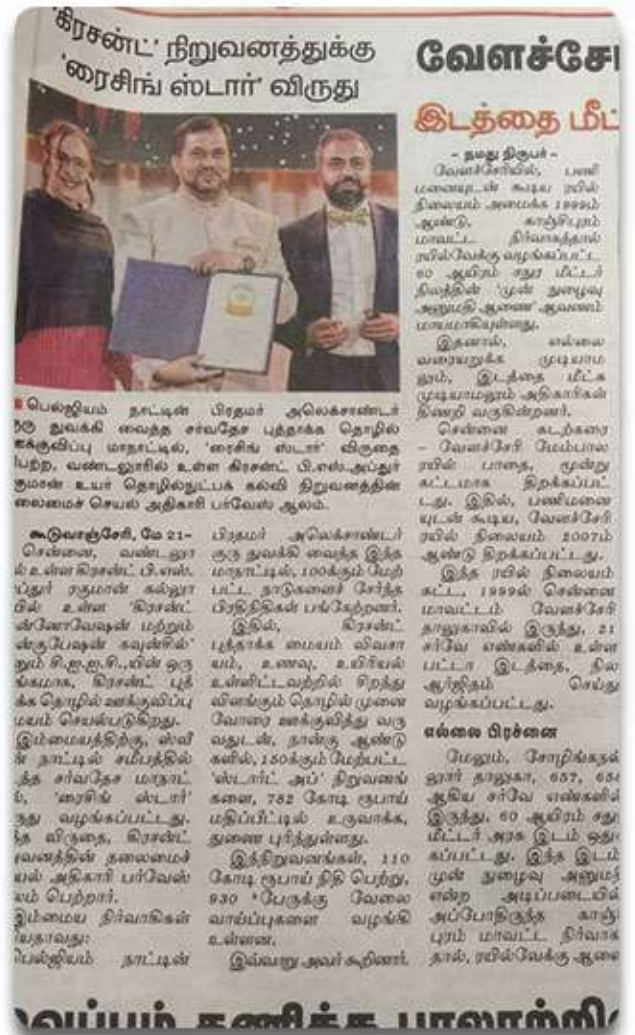 'கிரசன்ட்' நிறுவனத்துக்கு
'ரைசிங் ஸ்டார்' விருது
பெல்ஜியம் நாட்டின் பிரதமர் அலெக்சாண்டர்
குரு துவக்கி வைத்த சர்வதேச புத்தாக்க தொழில்
ஊக்குவிப்பு மாநாட்டில், 'ரைசிங் ஸ்டார்' விருதை
பெற்ற, வண்டலூரில் உள்ள கிரசன்ட் பி.எஸ்.அப்துர்
ரகுமான் உயர் தொழில்நுட்பக் கல்வி நிறுவனத்தின்
தலைமைச் செயல் அதிகாரி பர்வேஸ் ஆலம்.
கூடுவாஞ்சேரி, மே 21-
சென்னை, வண்டலூ
ல் உள்ள கிரசன்ட் பி.எஸ்.
ப்துர் ரகுமான் கல்லூ
யில் உள்ள 'கிரசன்ட்
ன்னோவேஷன் மற்றும்
ன்குபேஷன் கவுன்சில்'
னும் சி.ஐ.ஐ.சி.,யின் ஒரு
ங்கமாக, கிரசன்ட் புத்
க்க தொழில் ஊக்குவிப்பு
மையம் செயல்படுகிறது.
இம்மையத்திற்கு, ஸ்வீ
ன் நாட்டில் சமீபத்தில்
ந்த சர்வதேச மாநாட்
ல், 'ரைசிங் ஸ்டார்'
ருது வழங்கப்பட்டது.
ந்த விருதை, கிரசன்ட்
றுவனத்தின் தலைமைச்
யல் அதிகாரி பர்வேஸ்
லம் பெற்றார்.
இம்மைய நிர்வாகிகள்
றியதாவது:
பெல்ஜியம் நாட்டின்
பிரதமர் அலெக்சாண்டர்
குரு துவக்கி வைத்த இந்த
மாநாட்டில், 100க்கும் மேற்
பட்ட நாடுகளைச் சேர்ந்த
பிரதிநிதிகள் பங்கேற்றனர்.
இதில், கிரசன்ட்
புத்தாக்க மையம் விவசா
யம், உணவு, உயிரியல்
உள்ளிட்டவற்றில் சிறந்து
விளங்கும் தொழில் முனை
வோரை ஊக்குவித்து வரு
வதுடன், நான்கு ஆண்டு
களில், 150க்கும் மேற்பட்ட
'ஸ்டார்ட் அப்' நிறுவனங்
களை, 782 கோடி ரூபாய்
மதிப்பீட்டில் உருவாக்க,
துணை புரிந்துள்ளது.
இந்நிறுவனங்கள், 110
கோடி ரூபாய் நிதி பெற்று,
930 பேருக்கு வேலை
வாய்ப்புகளை வழங்கி
உள்ளன.
இவ்வாறு அவர் கூறினார்.
வேளச்சே
இடத்தை மீட்
- நமது நிருபர் -
வேளச்சேரியில், பணி
மனையுடன் கூடிய ரயில்
நிலையம் அமைக்க 1999ம்
ஆண்டு, காஞ்சிபுரம்
மாவட்ட நிர்வாகத்தால்
ரயில்வேக்கு வழங்கப்பட்ட
60 ஆயிரம் சதுர மீட்டர்
நிலத்தின் 'முன் நுழைவு
அனுமதி ஆணை' ஆவணம்
மாயமாகியுள்ளது.
இதனால், எல்லை
வரையறுக்க முடியாம
லும், இடத்தை மீட்க
முடியாமலும் அதிகாரிகள்
திணறி வருகின்றனர்.
சென்னை கடற்கரை
- வேளச்சேரி மேம்பால
ரயில் பாதை, மூன்று
கட்டமாக திறக்கப்பட்
டது. இதில், பணிமனை
யுடன் கூடிய, வேளச்சேரி
ரயில் நிலையம் 2007ம்
ஆண்டு திறக்கப்பட்டது.
இந்த ரயில் நிலையம்
கட்ட, 1999ல் சென்னை
மாவட்டம் வேளச்சேரி
தாலுகாவில் இருந்து, 21
சர்வே எண்களில் உள்ள
பட்டா இடத்தை, நில
ஆர்ஜிதம் செய்து
வழங்கப்பட்டது.
எல்லை பிரச்னை
மேலும், சோழிங்கநல்
லுார் தாலுகா, 657, 658
ஆகிய சர்வே எண்களில்
இருந்து, 60 ஆயிரம் சதுர
மீட்டர் அரசு இடம் ஒதுக்
கப்பட்டது. இந்த இடம்
முன் நுழைவு அனுமதி
என்ற அடிப்படையில்
அப்போதிருந்த காஞ்சி
புரம் மாவட்ட நிர்வாக
தால், ரயில்வேக்கு ஆணை
வெப்பம் தணிக்க பாலாற்றி